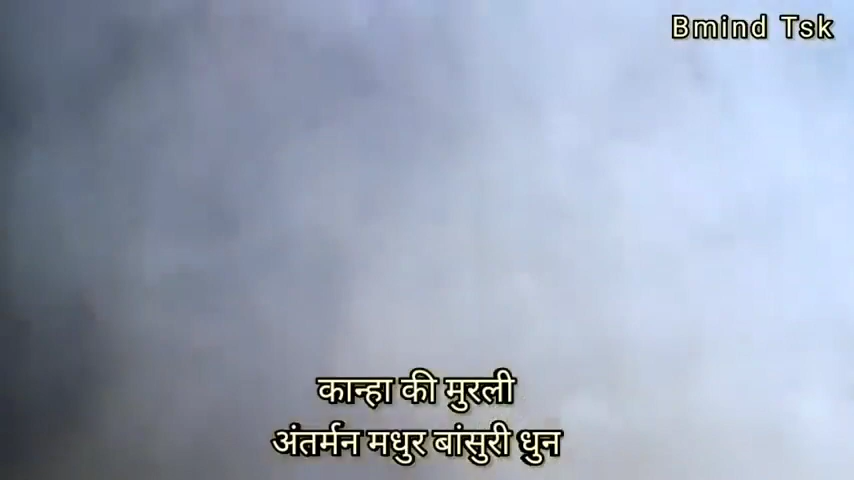 Bmind Tsk
कान्हा की मुरली
अंतर्मन मधुर बांसुरी धुन